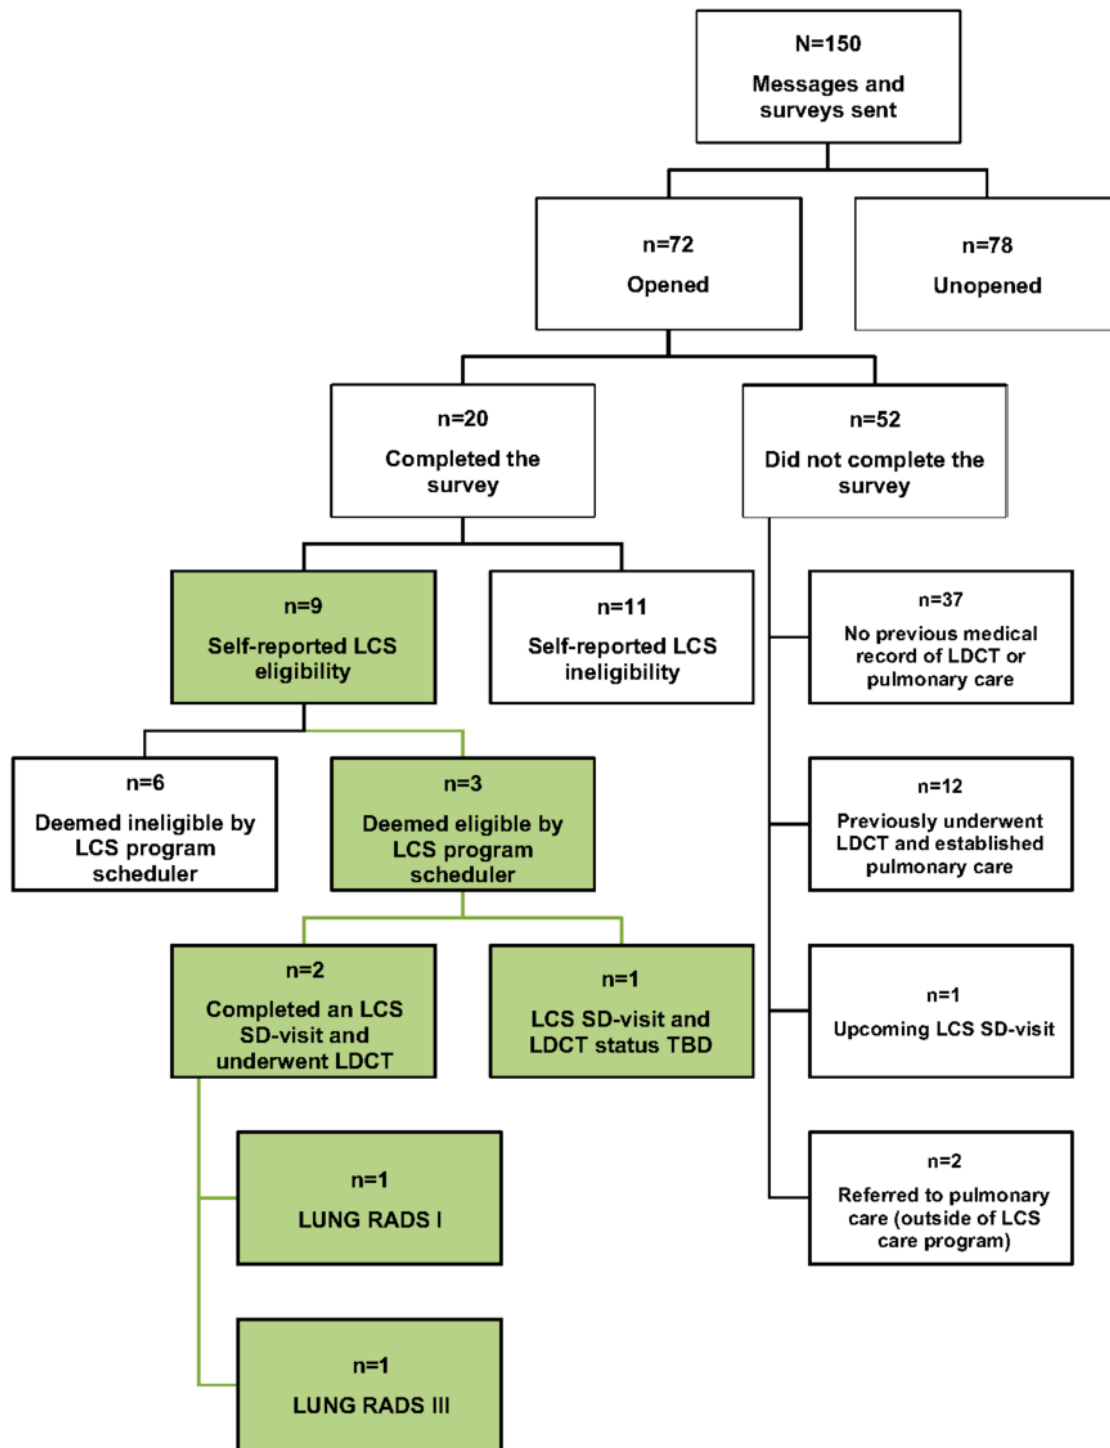 N=150
Messages and
surveys sent
n=72
Opened
n=78
Unopened
n=20
Completed the
survey
n=52
Did not complete the
survey
n=9
Self-reported LCS
eligibility
n=11
Self-reported LCS
ineligibility
n=37
No previous medical
record of LDCT or
pulmonary care
n=6
Deemed ineligible by
LCS program
scheduler
n=3
Deemed eligible by
LCS program
scheduler
n=12
Previously underwent
LDCT and established
pulmonary care
n=2
Completed an LCS
SD-visit and
underwent LDCT
n=1
LCS SD-visit and
LDCT status TBD
n=1
Upcoming LCS SD-visit
n=1
LUNG RADS I
n=2
Referred to pulmonary
care (outside of LCS
care program)
n=1
LUNG RADS III